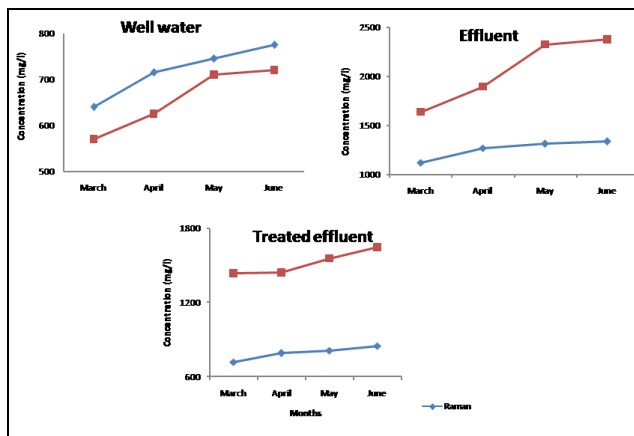 Well water
Concentration (mg/l)
800
700
600
500
March April May June
Effluent
Concentration (mg/l)
2500
2000
1500
1000
March April May June
Treated effluent
Concentration (mg/l)
1800
1200
600
March April May June
Months
Raman